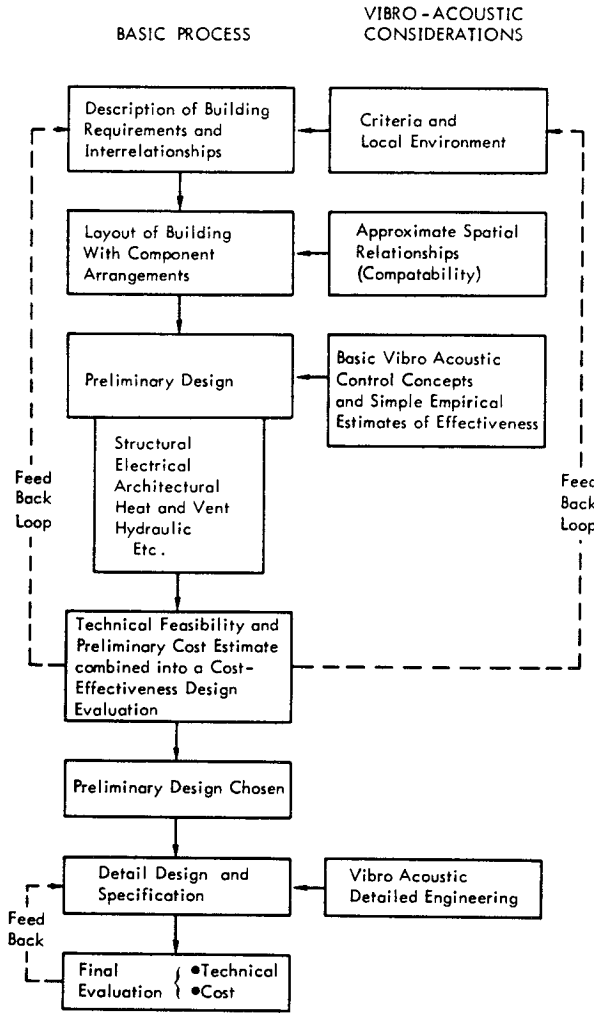 BASIC PROCESS
VIBRO-ACOUSTIC
CONSIDERATIONS
Description of Building
Requirements and
Interrelationships
Criteria and
Local Environment
Layout of Building
With Component
Arrangements
Approximate Spatial
Relationships
(Compatability)
Preliminary Design
Basic Vibro Acoustic
Control Concepts
and Simple Empirical
Estimates of Effectiveness
Structural
Electrical
Architectural
Heat and Vent
Hydraulic
Etc.
Feed
Back
Loop
Feed
Back
Loop
Technical Feasibility and
Preliminary Cost Estimate
combined into a Cost-
Effectiveness Design
Evaluation
Preliminary Design Chosen
Detail Design and
Specification
Vibro Acoustic
Detailed Engineering
Feed
Back
Final
Evaluation
{ •Technical
•Cost